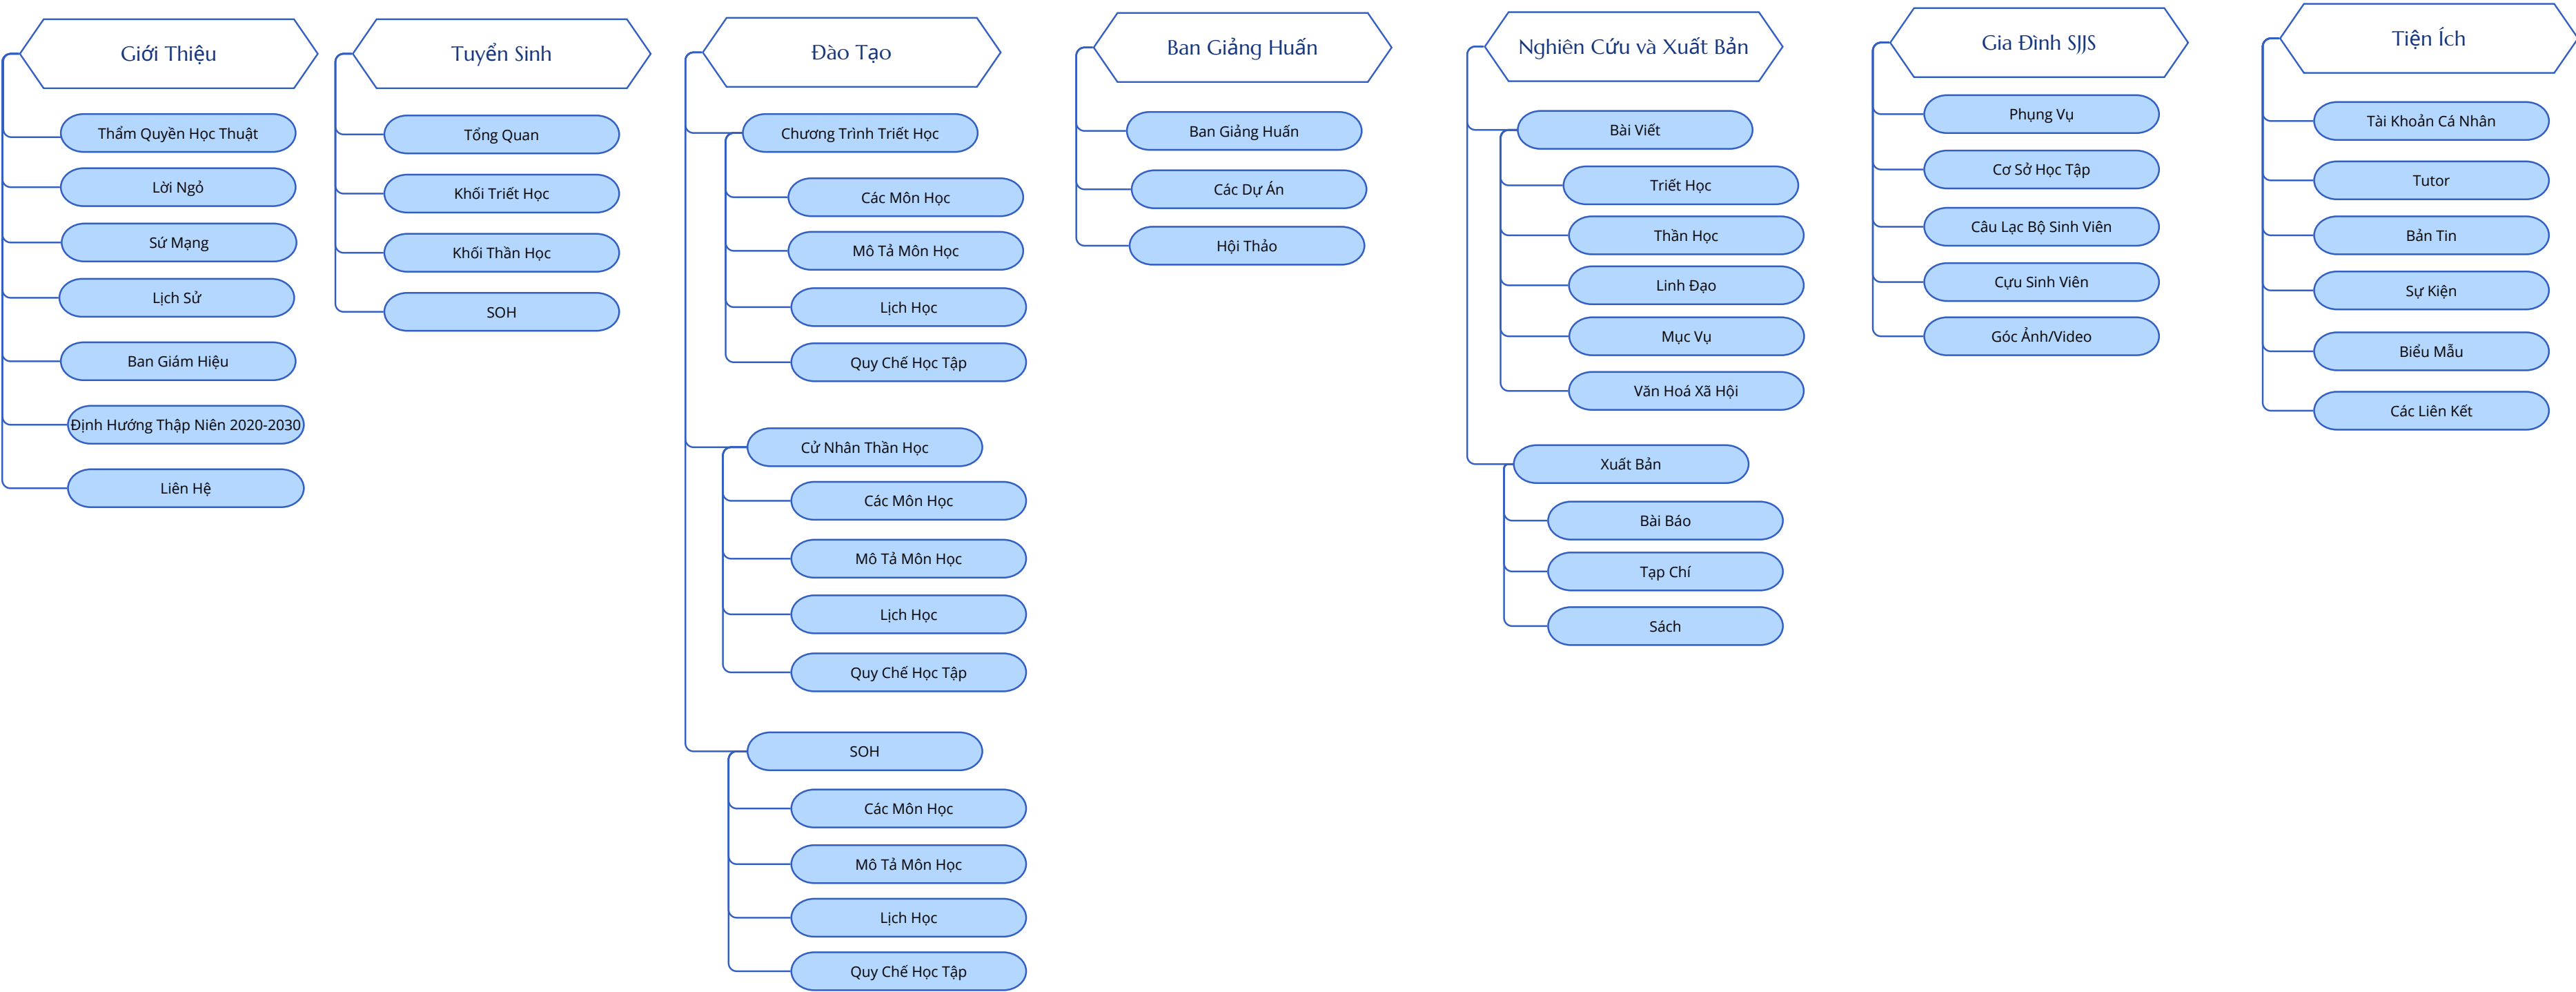 Giới Thiệu
Thẩm Quyền Học Thuật
Lời Ngỏ
Sứ Mạng
Lịch Sử
Ban Giám Hiệu
Định Hướng Thập Niên 2020-2030
Liên Hệ
Tuyển Sinh
Tổng Quan
Khối Triết Học
Khối Thần Học
SOH
Đào Tạo
Chương Trình Triết Học
Các Môn Học
Mô Tả Môn Học
Lịch Học
Quy Chế Học Tập
Cử Nhân Thần Học
Các Môn Học
Mô Tả Môn Học
Lịch Học
Quy Chế Học Tập
SOH
Các Môn Học
Mô Tả Môn Học
Lịch Học
Quy Chế Học Tập
Ban Giảng Huấn
Ban Giảng Huấn
Các Dự Án
Hội Thảo
Nghiên Cứu và Xuất Bản
Bài Viết
Triết Học
Thần Học
Linh Đạo
Mục Vụ
Văn Hoá Xã Hội
Xuất Bản
Bài Báo
Tạp Chí
Sách
Gia Đình SJJS
Phụng Vụ
Cơ Sở Học Tập
Câu Lạc Bộ Sinh Viên
Cựu Sinh Viên
Góc Ảnh/Video
Tiện Ích
Tài Khoản Cá Nhân
Tutor
Bản Tin
Sự Kiện
Biểu Mẫu
Các Liên Kết